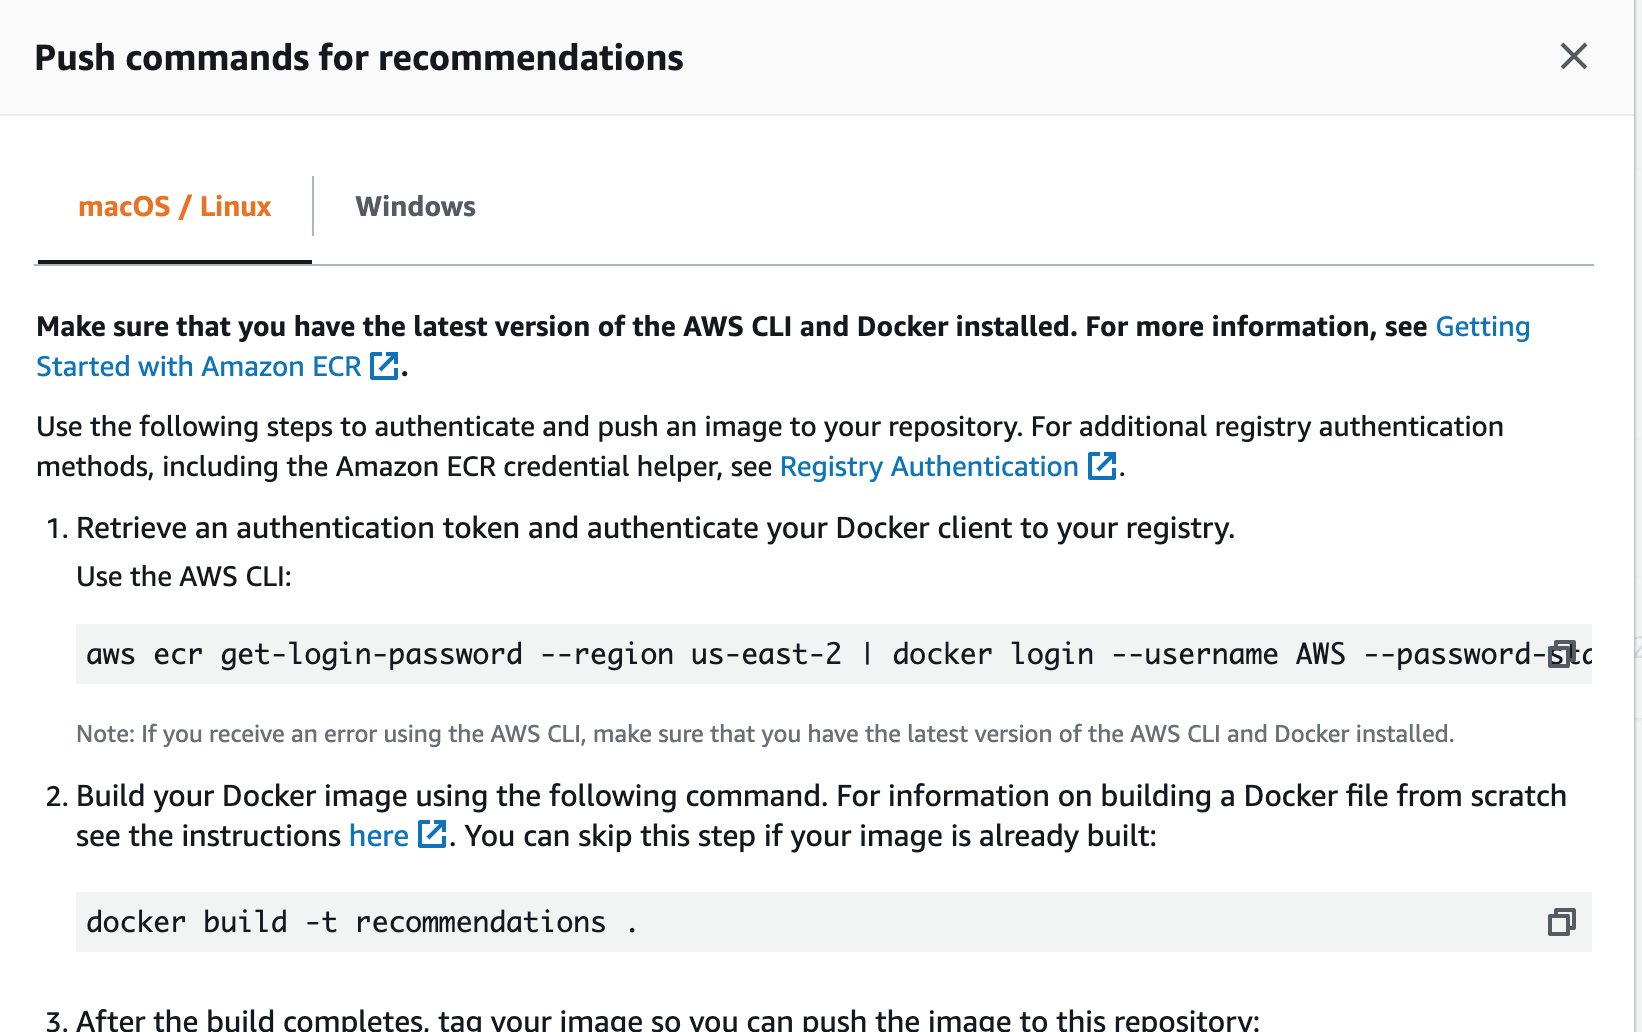 Push commands for recommendations
macOS / Linux
Windows
Make sure that you have the latest version of the AWS CLI and Docker installed. For more information, see Getting
Started with Amazon ECR.
Use the following steps to authenticate and push an image to your repository. For additional registry authentication
methods, including the Amazon ECR credential helper, see Registry Authentication.
1. Retrieve an authentication token and authenticate your Docker client to your registry.
Use the AWS CLI:
aws ecr get-login-password --region us-east-2 | docker login --username AWS --password-
Note: If you receive an error using the AWS CLI, make sure that you have the latest version of the AWS CLI and Docker installed.
2. Build your Docker image using the following command. For information on building a Docker file from scratch
see the instructions here. You can skip this step if your image is already built:
docker build -t recommendations .
3. After the build completes, tag your image so you can push the image to this repository: